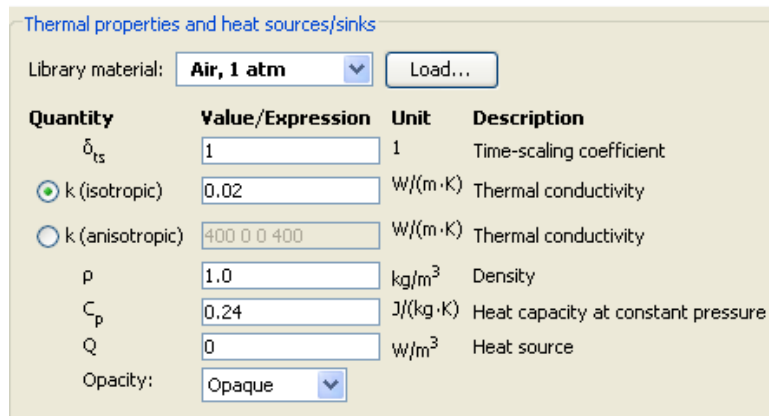 Thermal properties and heat sources/sinks
Library material: Air, 1 atm Load...
Quantity Value/Expression Unit Description
δts 1 1 Time-scaling coefficient
k (isotropic) 0.02 W/(m·K) Thermal conductivity
k (anisotropic) 400 0 0 400 W/(m·K) Thermal conductivity
ρ 1.0 kg/m³ Density
Cp 0.24 J/(kg·K) Heat capacity at constant pressure
Q 0 W/m³ Heat source
Opacity: Opaque